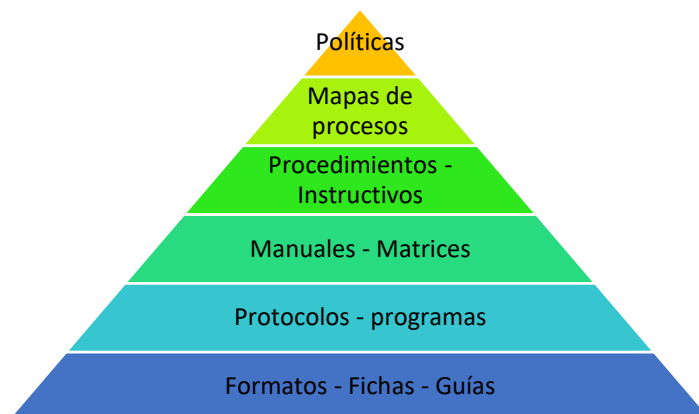 Políticas
Mapas de
procesos
Procedimientos -
Instructivos
Manuales - Matrices
Protocolos - programas
Formatos - Fichas - Guías